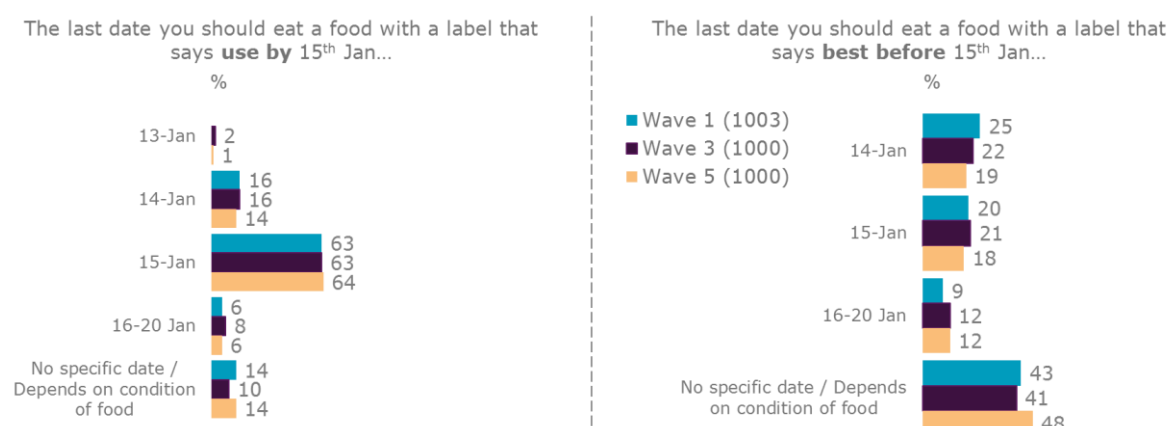 The last date you should eat a food with a label that
says use by 15th Jan...
%
13-Jan
2
1
14-Jan
16
16
14
15-Jan
63
63
64
16-20 Jan
6
8
6
No specific date /
Depends on condition
of food
14
10
14
The last date you should eat a food with a label that
says best before 15th Jan...
%
Wave 1 (1003)
Wave 3 (1000)
Wave 5 (1000)
14-Jan
25
22
19
15-Jan
20
21
18
16-20 Jan
9
12
12
No specific date / Depends
on condition of food
43
41
48